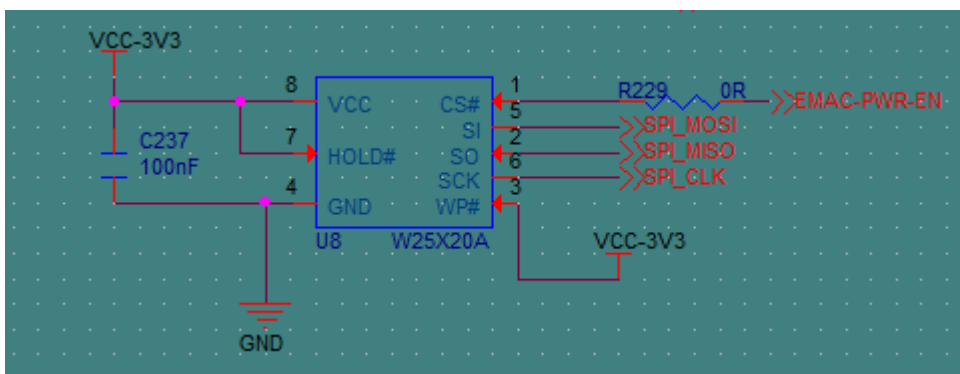 VCC-3V3
8 VCC CS# 1 R229 0R EMAC-PWR-EN
SI 5 SPI_MOSI
C237 7 HOLD# SO 2 SPI_MISO
100nF SCK 6 SPI_CLK
4 GND WP# 3
U8 W25X20A VCC-3V3
GND